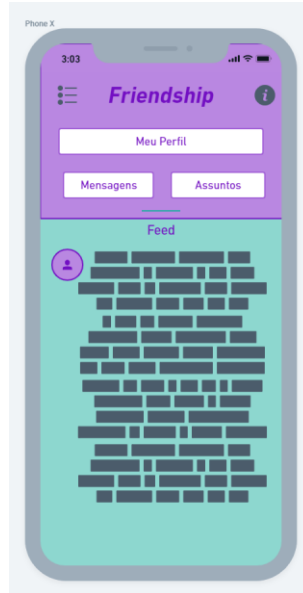 Phone X
3:03
Friendship
i
Meu Perfil
Mensagens Assuntos
Feed